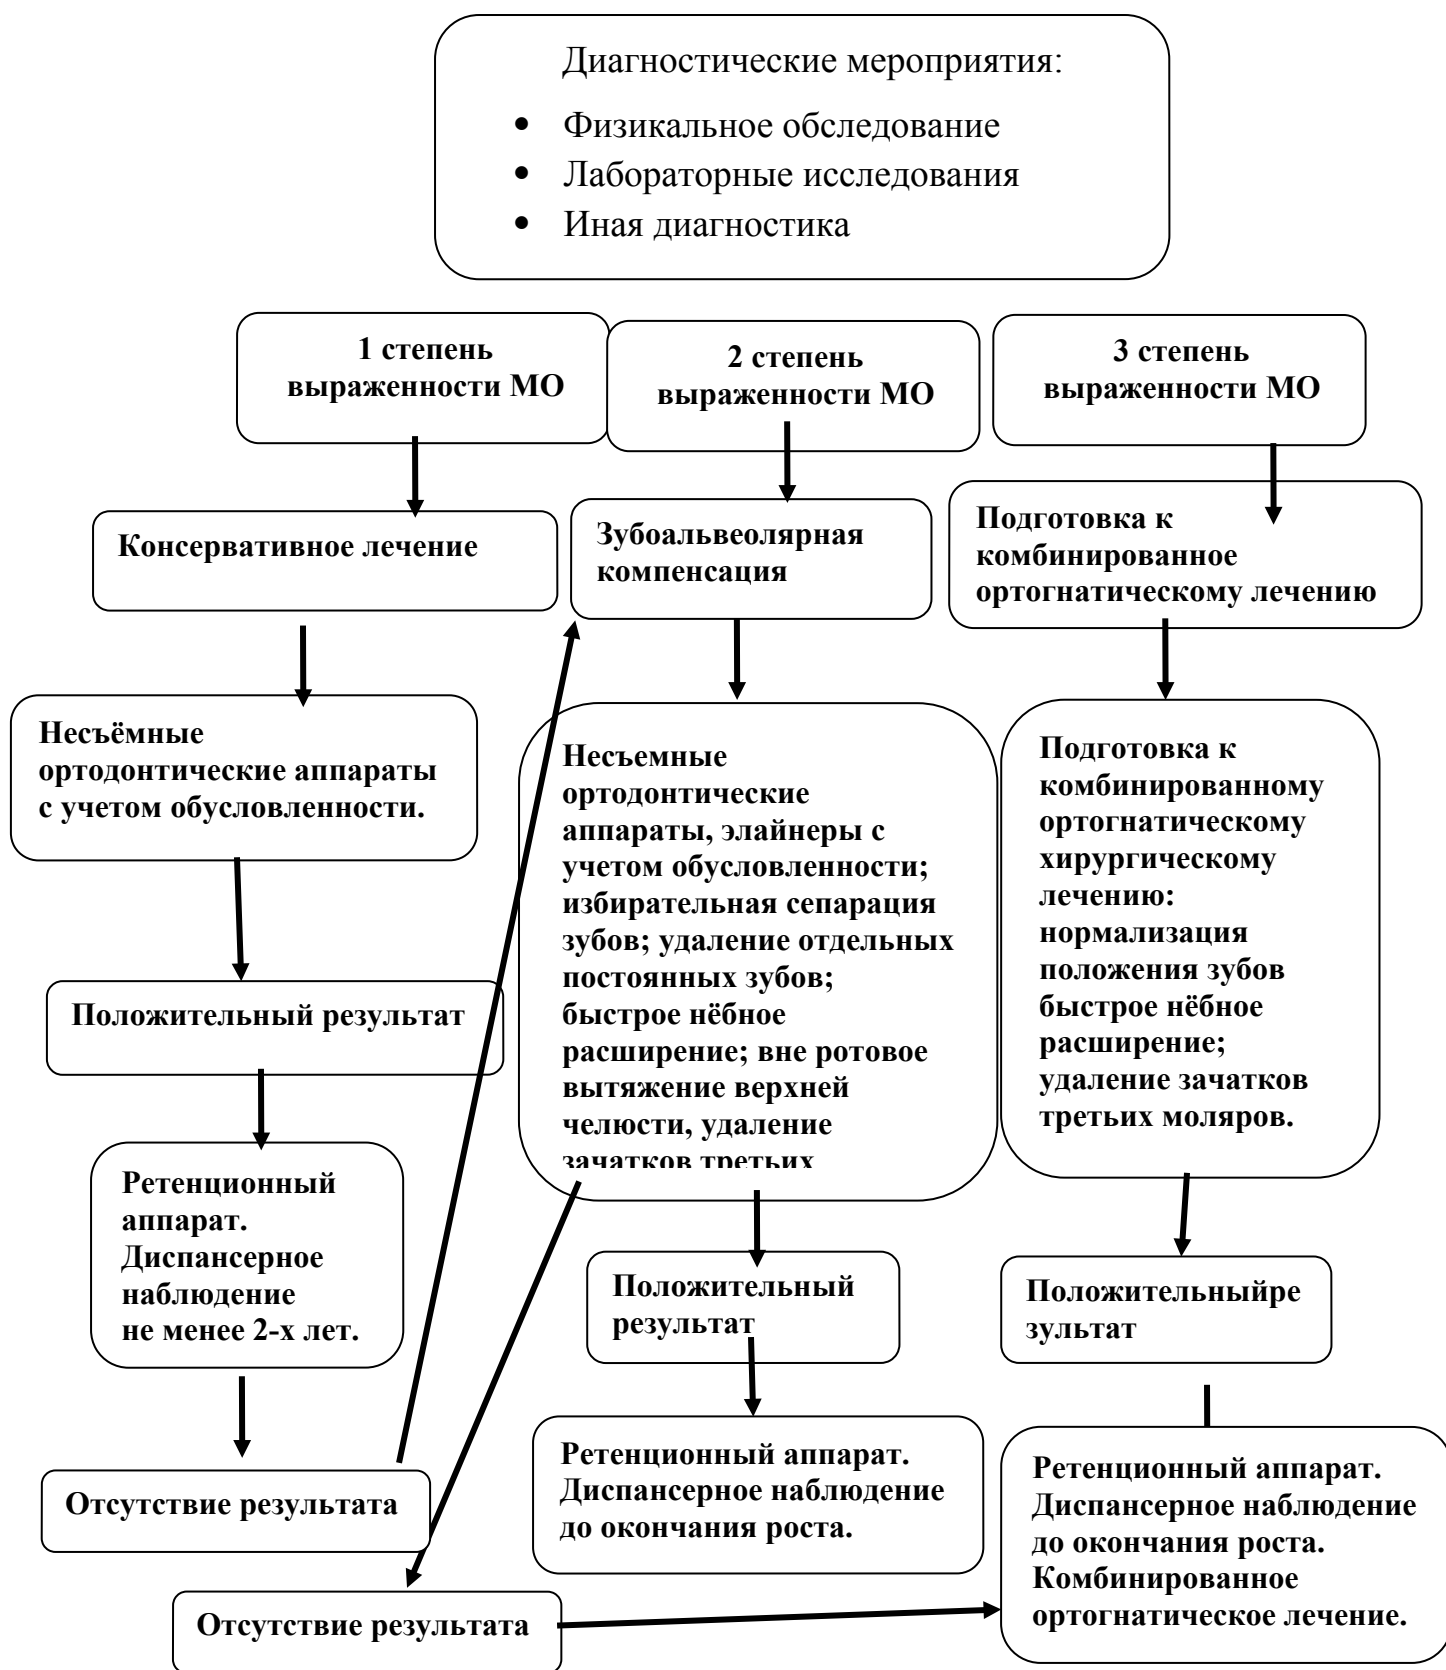 Диагностические мероприятия:
• Физикальное обследование
• Лабораторные исследования
• Иная диагностика
1 степень
выраженности МО
2 степень
выраженности МО
3 степень
выраженности МО
Консервативное лечение
Зубоальвеолярная
компенсация
Подготовка к
комбинированное
ортогнатическому лечению
Несъёмные
ортодонтические аппараты
с учетом обусловленности.
Несъемные
ортодонтические
аппараты, элайнеры с
учетом обусловленности;
избирательная сепарация
зубов; удаление отдельных
постоянных зубов;
быстрое нёбное
расширение; вне ротовое
вытяжение верхней
челюсти, удаление
зачатков третьих
Подготовка к
комбинированному
ортогнатическому
хирургическому
лечению:
нормализация
положения зубов
быстрое нёбное
расширение;
удаление зачатков
третьих моляров.
Положительный результат
Ретенционный
аппарат.
Диспансерное
наблюдение
не менее 2-х лет.
Положительный
результат
Положительныйре
зультат
Отсутствие результата
Ретенционный аппарат.
Диспансерное наблюдение
до окончания роста.
Ретенционный аппарат.
Диспансерное наблюдение
до окончания роста.
Комбинированное
ортогнатическое лечение.
Отсутствие результата